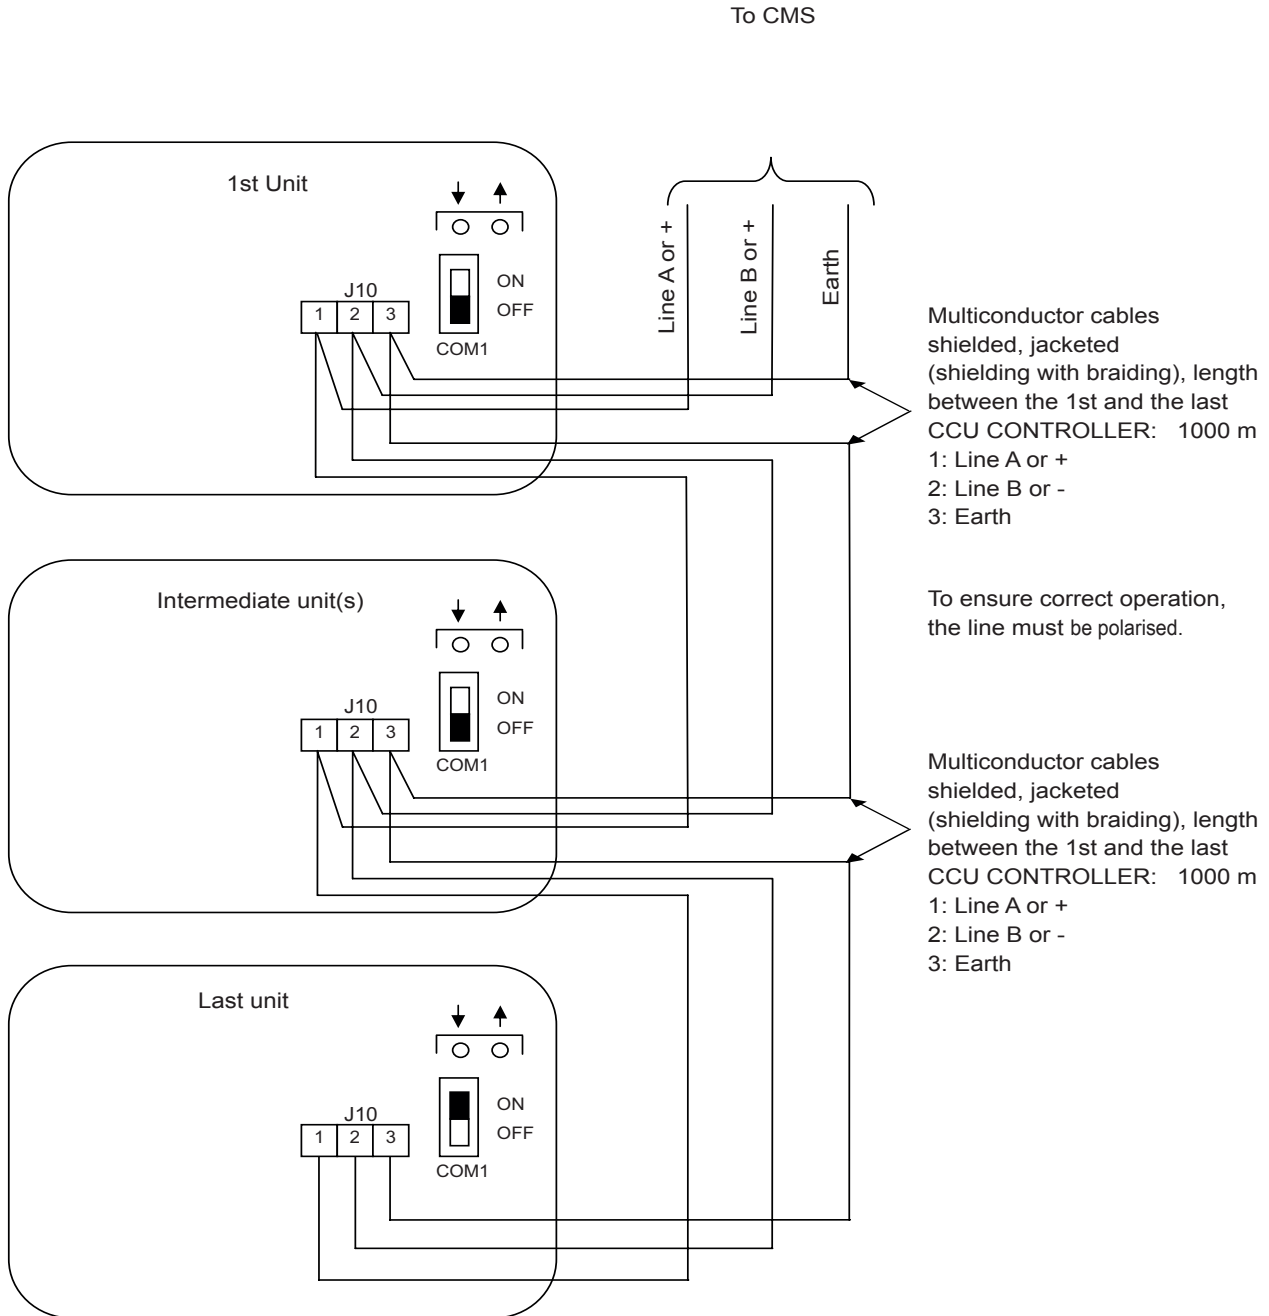 To CMS
1st Unit
ON
OFF
J10
1 2 3
COM1
Line A or +
Line B or +
Earth
Multiconductor cables
shielded, jacketed
(shielding with braiding), length
between the 1st and the last
CCU CONTROLLER: 1000 m
1: Line A or +
2: Line B or -
3: Earth
To ensure correct operation,
the line must be polarised.
Intermediate unit(s)
ON
OFF
J10
1 2 3
COM1
Multiconductor cables
shielded, jacketed
(shielding with braiding), length
between the 1st and the last
CCU CONTROLLER: 1000 m
1: Line A or +
2: Line B or -
3: Earth
Last unit
ON
OFF
J10
1 2 3
COM1